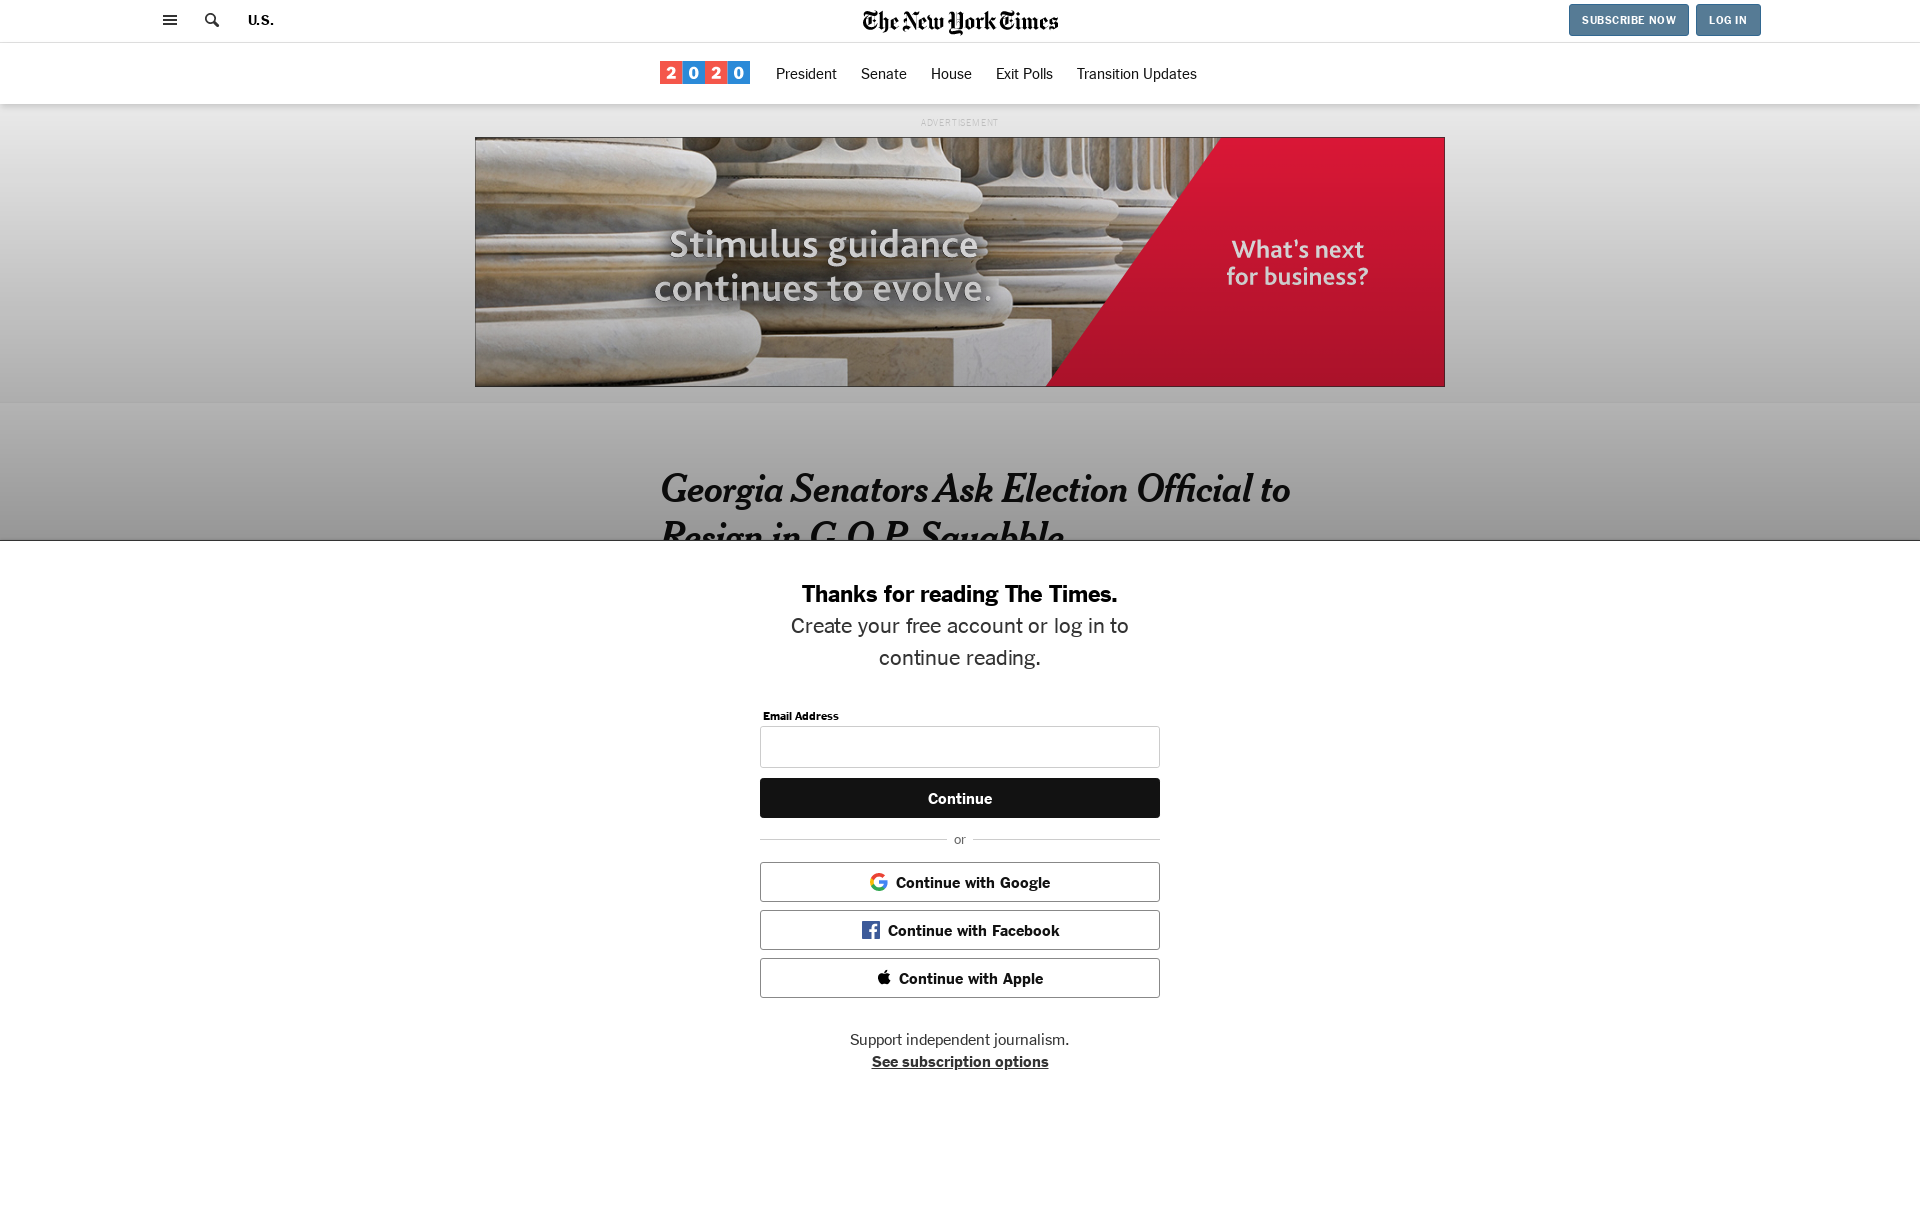 U.S.
The New York Times
SUBSCRIBE NOW
LOG IN
2020
President
Senate
House
Exit Polls
Transition Updates
ADVERTISEMENT
Stimulus guidance
continues to evolve.
What's next
for business?
Georgia Senators Ask Election Official to
Resign in G.O.P. Squabble
Thanks for reading The Times.
Create your free account or log in to
continue reading.
Email Address
Continue
or
Continue with Google
Continue with Facebook
Continue with Apple
Support independent journalism.
See subscription options